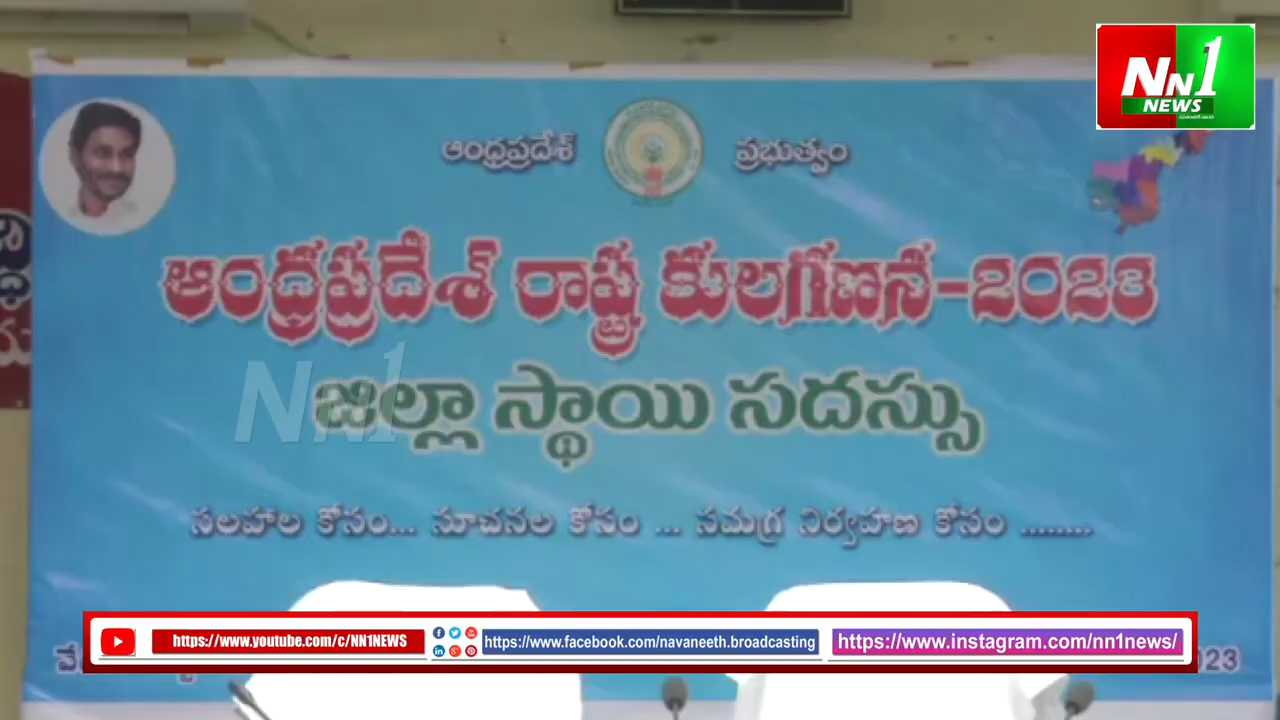 NN1
NEWS
ఆంధ్రప్రదేశ్ ప్రభుత్వం
ఆంధ్రప్రదేశ్ రాష్ట్ర కులగణన-2023
జిల్లా స్థాయి సదస్సు
NN1
సలహాల కోసం... సూచనల కోసం ... సమగ్ర నిర్వహణ కోసం ........
https://www.youtube.com/c/NN1NEWS
https://www.facebook.com/navaneeth.broadcasting
https://www.instagram.com/nn1news/